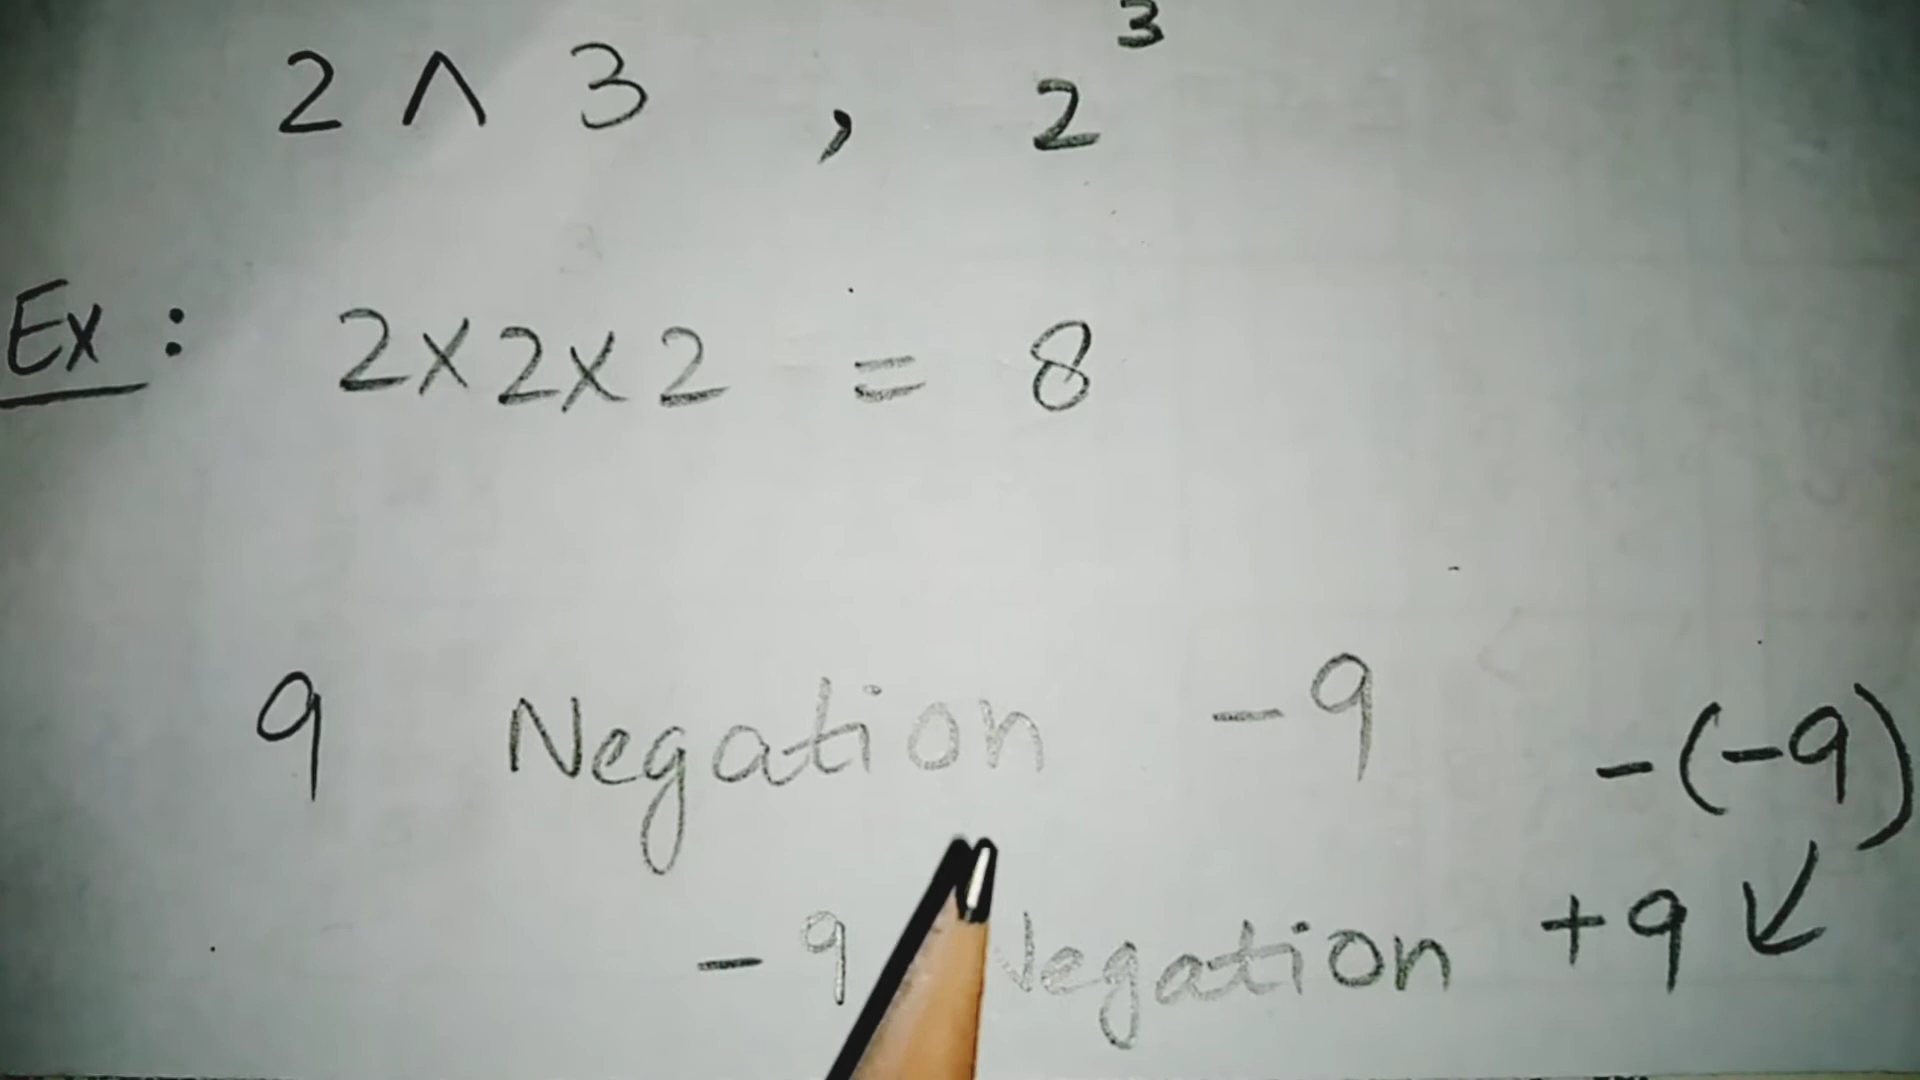 2 ∧ 3 , 2³
Ex : 2×2×2 = 8
9 Negation -9 -(-9)
-9 Negation +9